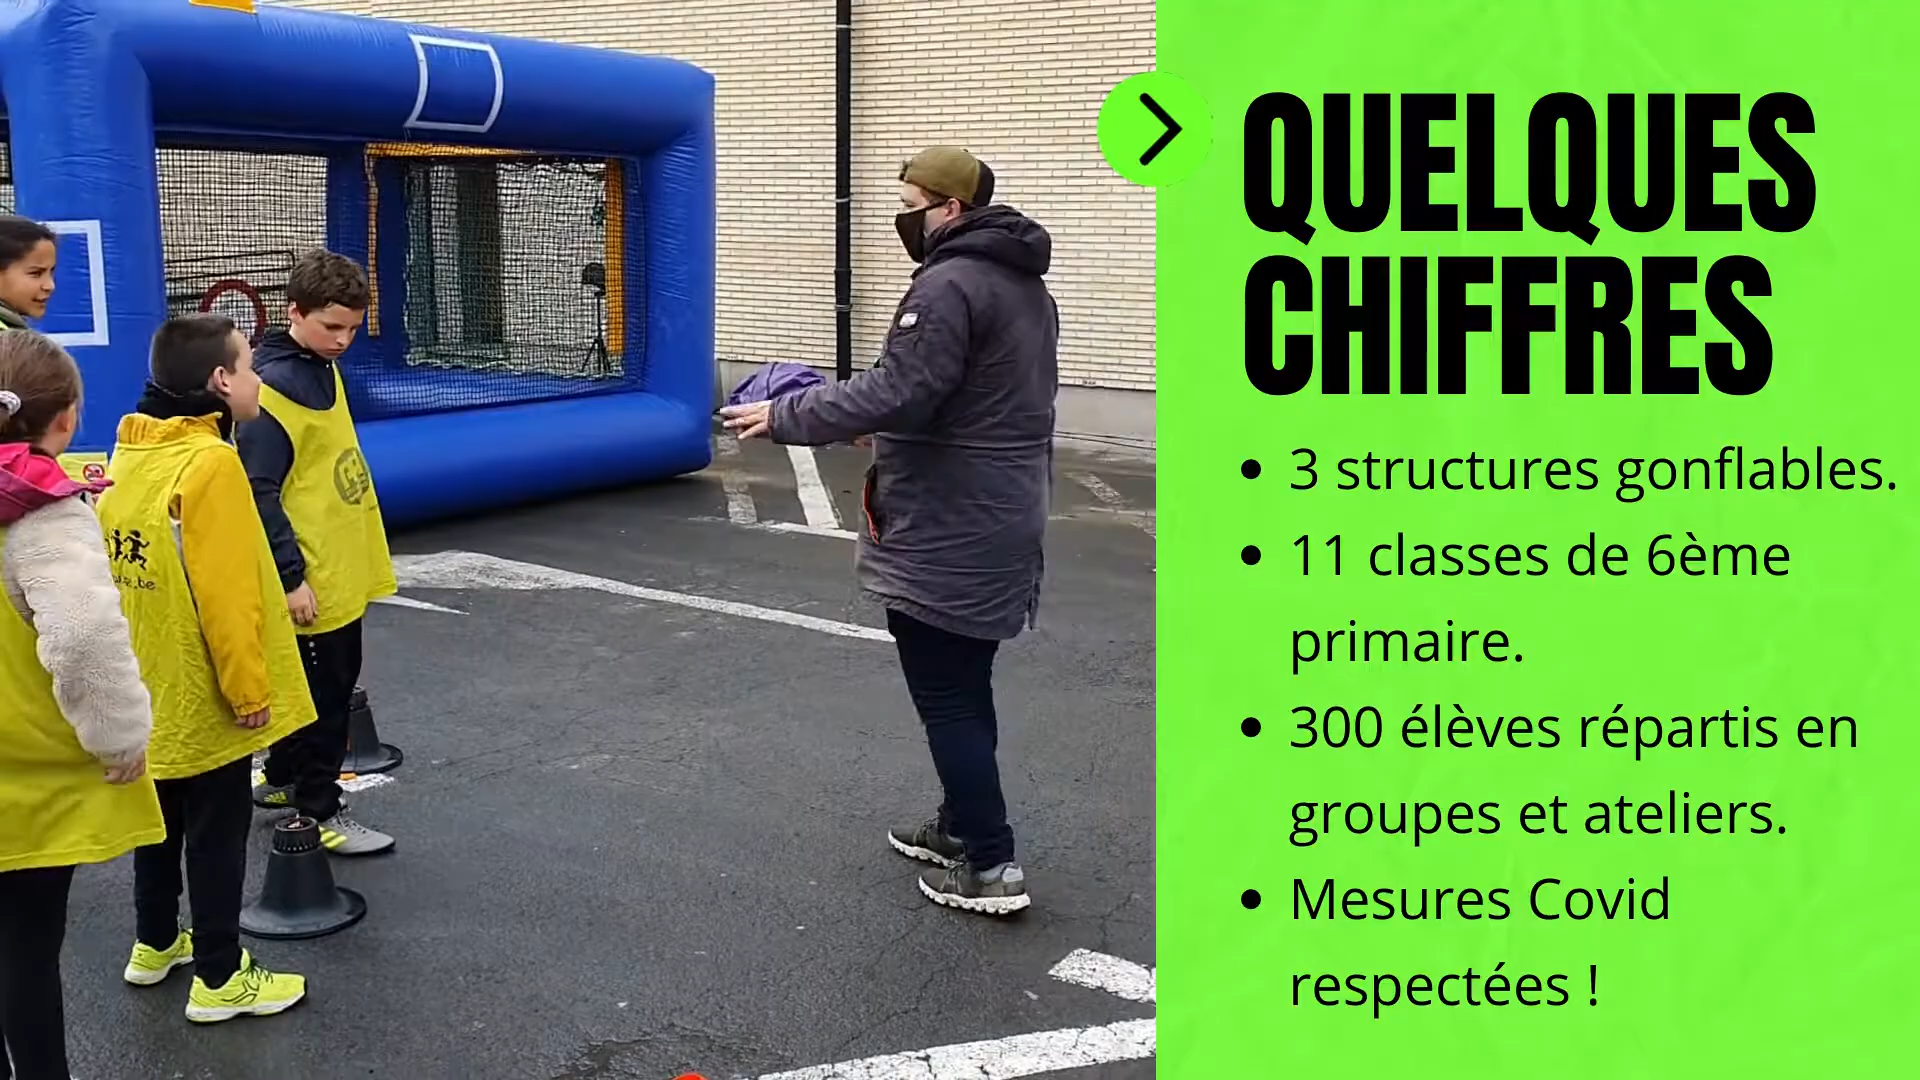 QUELQUES
CHIFFRES
• 3 structures gonflables.
• 11 classes de 6ème
primaire.
• 300 élèves répartis en
groupes et ateliers.
• Mesures Covid
respectées !